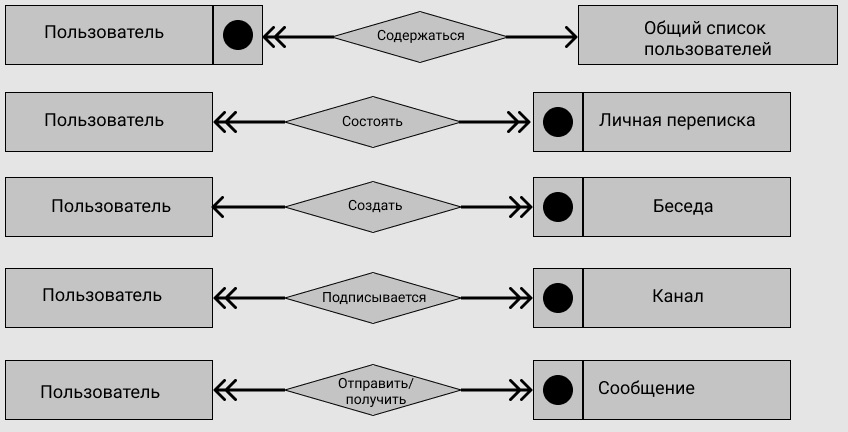 Пользователь
Содержаться
Общий список
пользователей
Пользователь
Состоять
Личная переписка
Пользователь
Создать
Беседа
Пользователь
Подписывается
Канал
Пользователь
Отправить/
получить
Сообщение